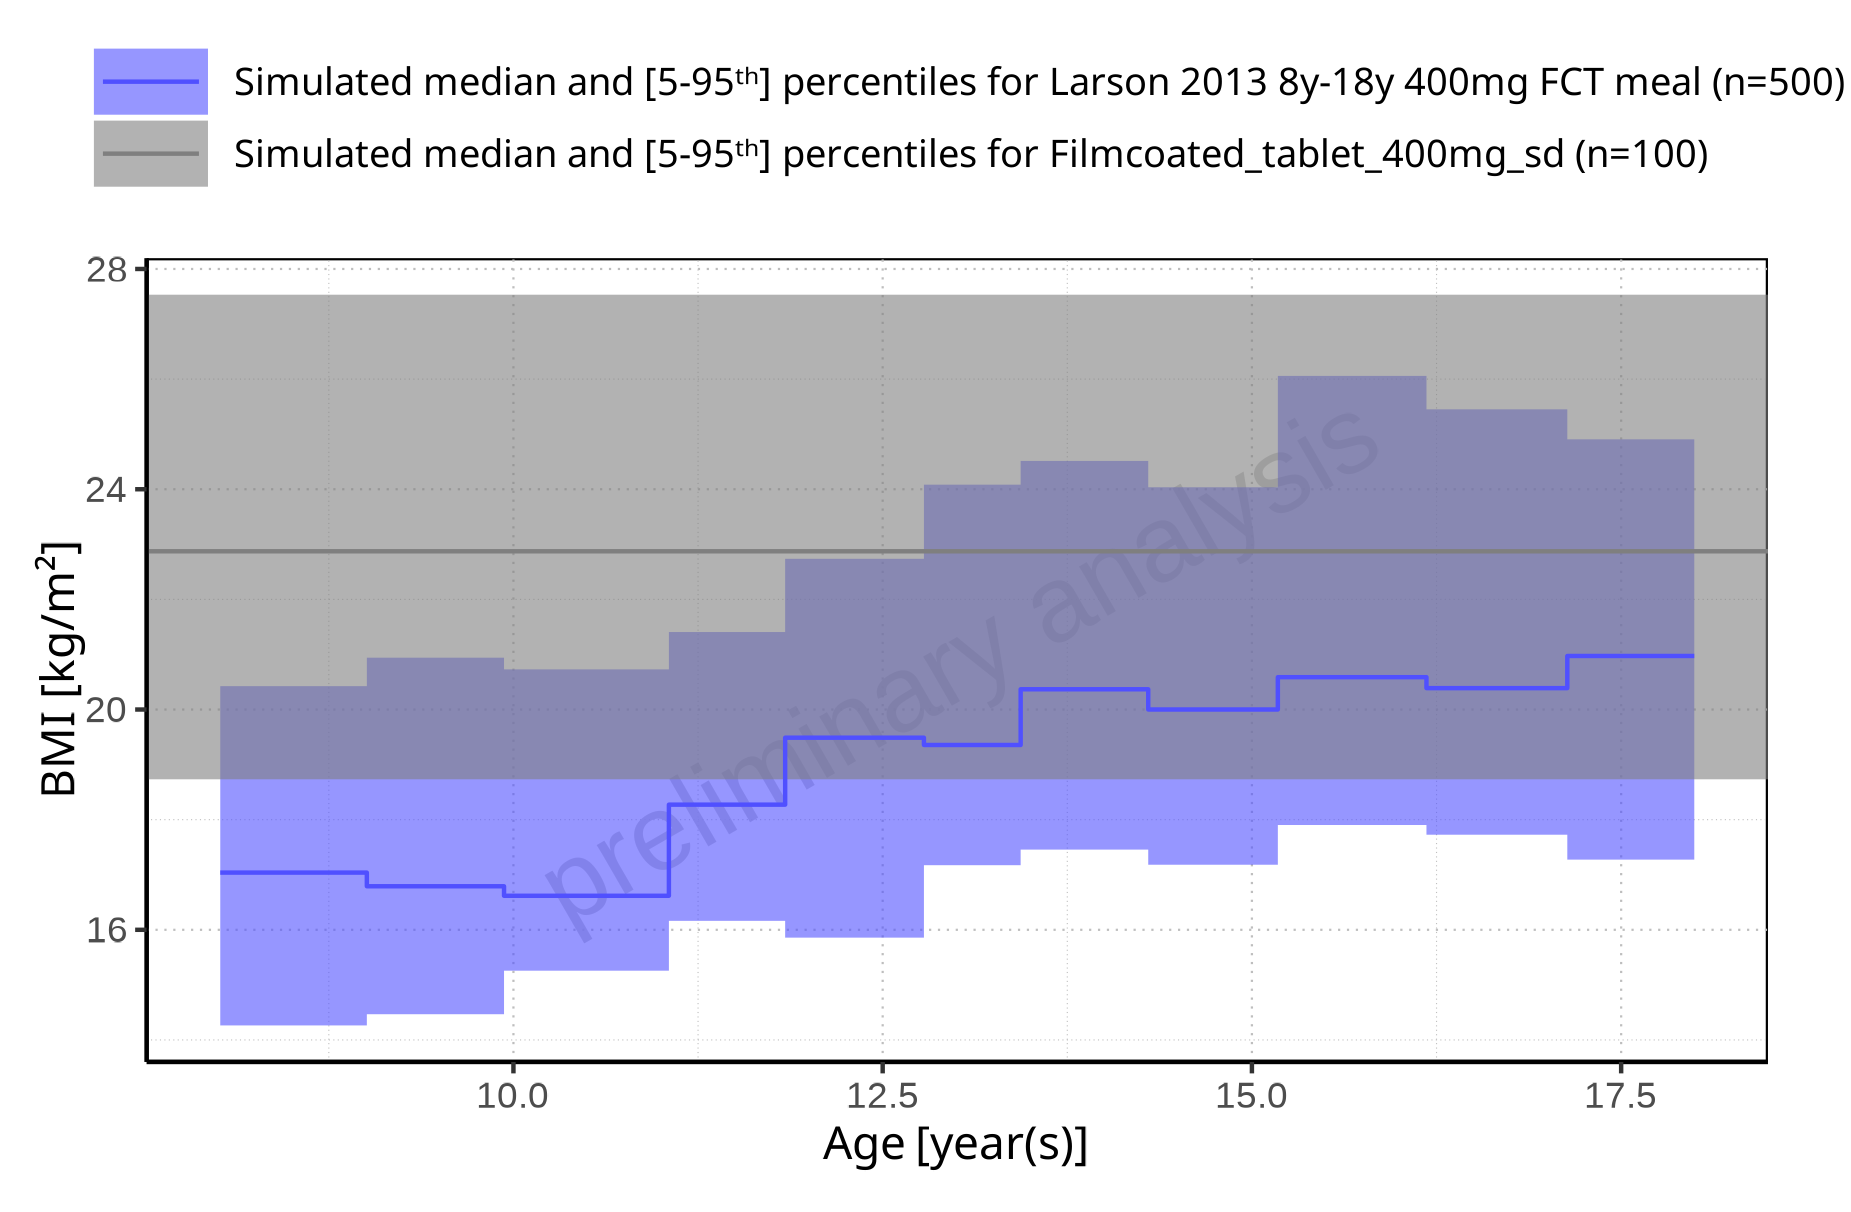 Simulated median and [5-95ᵗʰ] percentiles for Larson 2013 8y-18y 400mg FCT meal (n=500)
Simulated median and [5-95ᵗʰ] percentiles for Filmcoated_tablet_400mg_sd (n=100)
28
24
20
16
BMI [kg/m²]
preliminary analysis
10.0 12.5 15.0 17.5
Age [year(s)]